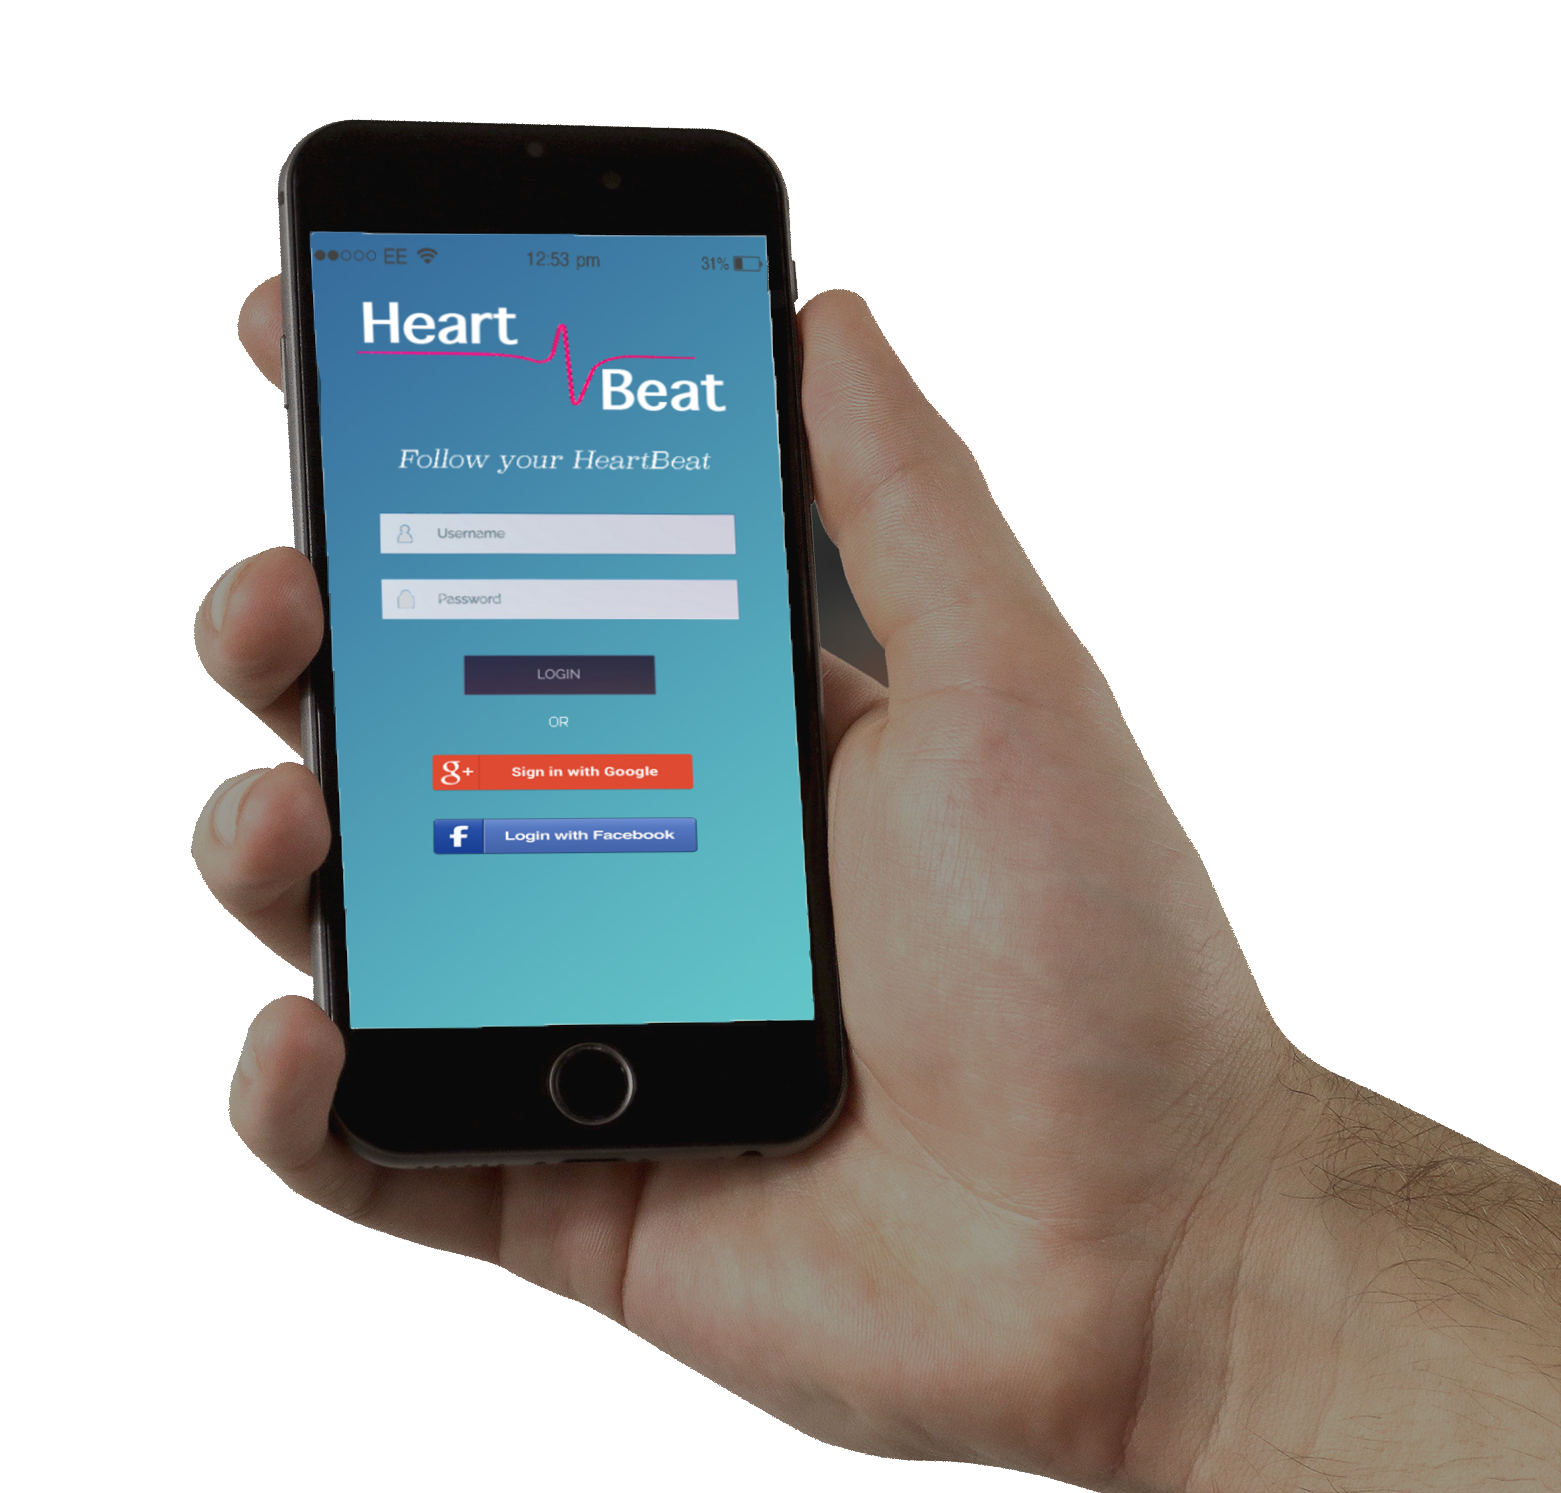 EE 12:53 pm 31%
Heart
Beat
Follow your HeartBeat
Username
Password
LOGIN
OR
g+ Sign in with Google
f Login with Facebook